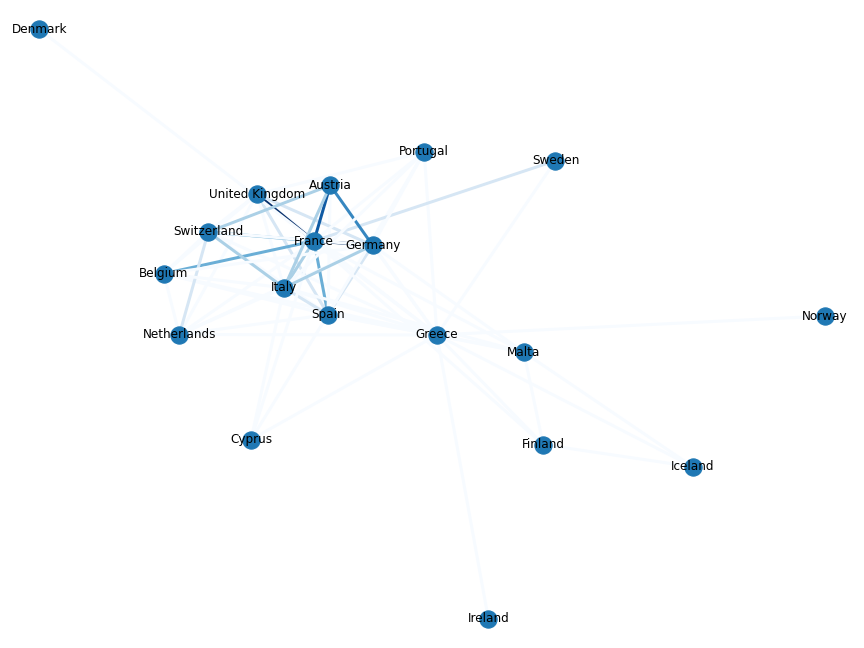 Denmark
Portugal
Sweden
Austria
United Kingdom
Switzerland
France
Germany
Belgium
Italy
Spain
Norway
Netherlands
Greece
Malta
Cyprus
Finland
Iceland
Ireland